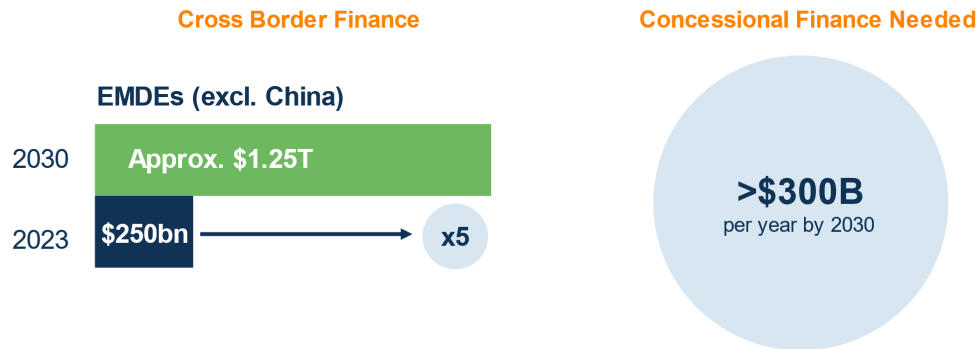 Cross Border Finance
Concessional Finance Needed
EMDEs (excl. China)
2030
Approx. $1.25T
2023
$250bn
x5
>$300B
per year by 2030